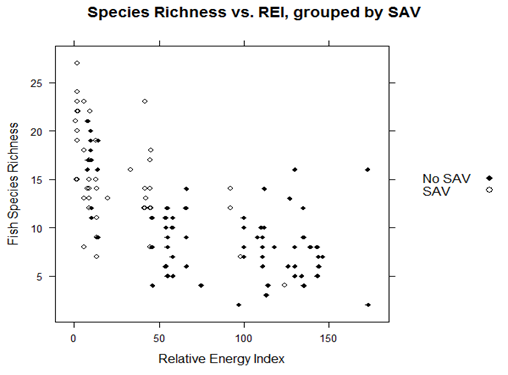 Species Richness vs. REI, grouped by SAV
25
20
15
10
5
Fish Species Richness
0
50
100
150
Relative Energy Index
No SAV
SAV